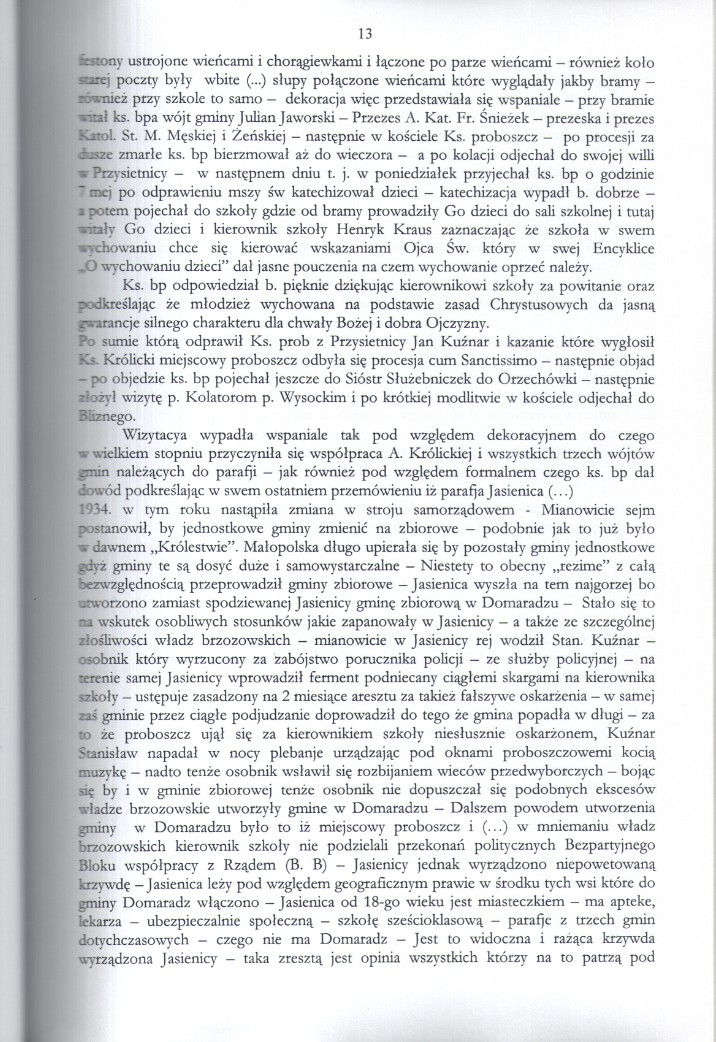 13
festony ustrojone wieńcami i chorągiewkami i łączone po parze wieńcami – również koło
starej poczty były wbite (...) słupy połączone wieńcami które wyglądały jakby bramy –
również przy szkole to samo – dekoracja więc przedstawiała się wspaniale – przy bramie
witał ks. bpa wójt gminy Julian Jaworski – Przezes A. Kat. Fr. Śnieżek – prezeska i prezes
Katol. St. M. Męskiej i Żeńskiej – następnie w kościele Ks. proboszcz – po procesji za
dusze zmarłe ks. bp bierzmował aż do wieczora – a po kolacji odjechał do swojej willi
w Przysietnicy – w następnem dniu t. j. w poniedziałek przyjechał ks. bp o godzinie
7 mej po odprawieniu mszy św katechizował dzieci – katechizacja wypadł b. dobrze –
a potem pojechał do szkoły gdzie od bramy prowadziły Go dzieci do sali szkolnej i tutaj
witały Go dzieci i kierownik szkoły Henryk Kraus zaznaczając że szkoła w swem
wychowaniu chce się kierować wskazaniami Ojca Św. który w swej Encyklice
„O wychowaniu dzieci” dał jasne pouczenia na czem wychowanie oprzeć należy.
Ks. bp odpowiedział b. pięknie dziękując kierownikowi szkoły za powitanie oraz
podkreślając że młodzież wychowana na podstawie zasad Chrystusowych da jasną
gwarancje silnego charakteru dla chwały Bożej i dobra Ojczyzny.
Po sumie którą odprawił Ks. prob z Przysietnicy Jan Kuźnar i kazanie które wygłosił
Ks. Królicki miejscowy proboszcz odbyła się procesja cum Sanctissimo – następnie objad
– po objedzie ks. bp pojechał jeszcze do Sióstr Służebniczek do Orzechówki – następnie
złożył wizytę p. Kolatorom p. Wysockim i po krótkiej modlitwie w kościele odjechał do
Bliznego.
Wizytacya wypadła wspaniale tak pod względem dekoracyjnem do czego
w wielkiem stopniu przyczyniła się współpraca A. Królickiej i wszystkich trzech wójtów
gmin należących do parafji – jak również pod względem formalnem czego ks. bp dał
dowód podkreślając w swem ostatniem przemówieniu iż parafja Jasienica (…)
1934. w tym roku nastąpiła zmiana w stroju samorządowem - Mianowicie sejm
postanowił, by jednostkowe gminy zmienić na zbiorowe – podobnie jak to już było
w dawnem „Królestwie”. Małopolska długo upierała się by pozostały gminy jednostkowe
gdyż gminy te są dosyć duże i samowystarczalne – Niestety to obecny „rezime” z całą
bezwzględnością przeprowadził gminy zbiorowe – Jasienica wyszła na tem najgorzej bo
utworzono zamiast spodziewanej Jasienicy gminę zbiorową w Domaradzu – Stało się to
na wskutek osobliwych stosunków jakie zapanowały w Jasienicy – a także ze szczególnej
złośliwości władz brzozowskich – mianowicie w Jasienicy rej wodził Stan. Kuźnar –
osobnik który wyrzucony za zabójstwo porucznika policji – ze służby policyjnej – na
terenie samej Jasienicy wprowadził ferment podniecany ciągłemi skargami na kierownika
szkoły – ustępuje zasadzony na 2 miesiące aresztu za takież fałszywe oskarżenia – w samej
zaś gminie przez ciągłe podjudzanie doprowadził do tego że gmina popadła w długi – za
to że proboszcz ujął się za kierownikiem szkoły niesłusznie oskarżonem, Kuźnar
Stanisław napadał w nocy plebanje urządzając pod oknami proboszczowemi kocią
muzykę – nadto tenże osobnik wsławił się rozbijaniem wieców przedwyborczych – bojąc
się by i w gminie zbiorowej tenże osobnik nie dopuszczał się podobnych ekscesów
władze brzozowskie utworzyły gmine w Domaradzu – Dalszem powodem utworzenia
gminy w Domaradzu było to iż miejscowy proboszcz i (…) w mniemaniu władz
brzozowskich kierownik szkoły nie podzielali przekonań politycznych Bezpartyjnego
Bloku współpracy z Rządem (B. B) – Jasienicy jednak wyrządzono niepowetowaną
krzywdę – Jasienica leży pod względem geograficznym prawie w środku tych wsi które do
gminy Domaradz włączono – Jasienica od 18-go wieku jest miasteczkiem – ma apteke,
lekarza – ubezpieczalnie społeczną – szkołę sześcioklasową – parafje z trzech gmin
dotychczasowych – czego nie ma Domaradz – Jest to widoczna i rażąca krzywda
wyrządzona Jasienicy – taka zresztą jest opinia wszystkich którzy na to patrzą pod